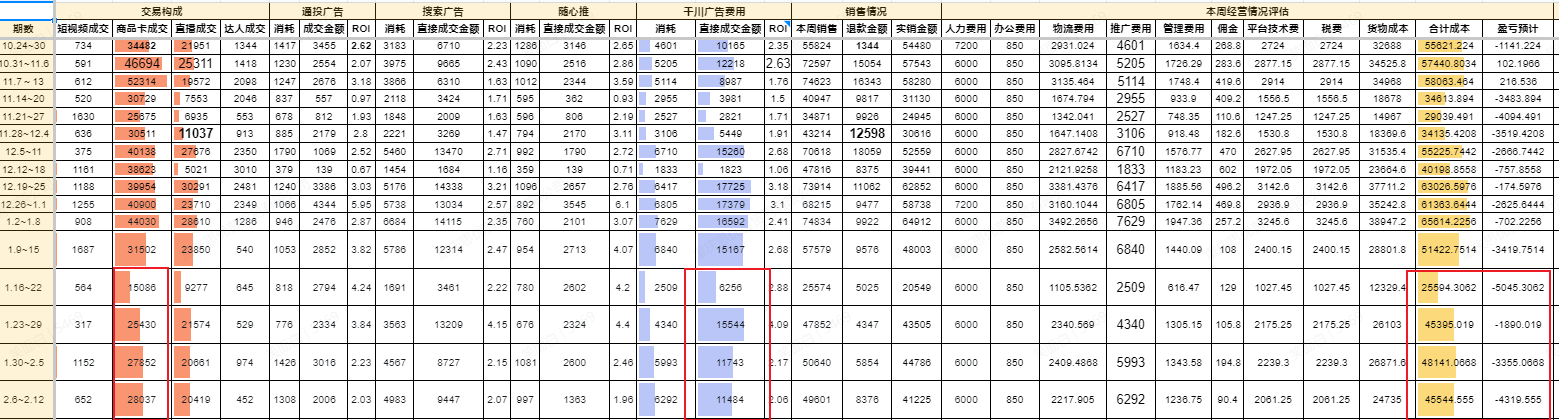 交易构成 通投广告 搜索广告 随心推 千川广告费用 销售情况 本周经营情况评估
期数 短视频成交 商品卡成交 直播成交 达人成交 消耗 成交金额 ROI 消耗 直接成交金额 ROI 消耗 直接成交金额 ROI 消耗 直接成交金额 ROI 本周销售 退款金额 实销金额 人力费用 办公费用 物流费用 推广费用 管理费用 佣金 平台技术费 税费 货物成本 合计成本 盈亏预计
10.24~30 734 34482 21951 1344 1417 3455 2.62 3183 6710 2.23 1286 3146 2.65 4601 10165 2.35 55824 1344 54480 7200 850 2931.024 4601 1634.4 268.8 2724 2724 32688 55621.224 -1141.224
10.31~11.6 591 46694 25311 1418 1230 2554 2.07 3975 9665 2.43 1090 2516 2.86 5205 12218 2.63 72597 15054 57543 6000 850 3095.8134 5205 1726.29 283.6 2877.15 2877.15 34525.8 57440.8034 102.1966
11.7~13 612 52314 19572 2098 1247 2676 3.18 3866 6310 1.63 1012 2344 3.59 5114 8987 1.76 74623 16343 58280 6000 850 3135.464 5114 1748.4 419.6 2914 2914 34968 58063.464 216.536
11.14~20 520 30729 7553 2046 837 557 0.97 2118 3424 1.71 595 362 0.93 2955 3981 1.5 40947 9817 31130 6000 850 1674.794 2955 933.9 409.2 1556.5 1556.5 18678 34613.894 -3483.894
11.21~27 1630 25675 6935 553 678 812 1.93 1848 2009 1.63 596 806 2.19 2527 2821 1.71 34871 9926 24945 6000 850 1342.041 2527 748.35 110.6 1247.25 1247.25 14967 29039.491 -4094.491
11.28~12.4 636 30511 11037 913 885 2179 2.8 2221 3269 1.47 794 2170 3.11 3106 5449 1.91 43214 12598 30616 6000 850 1647.1408 3106 918.48 182.6 1530.8 1530.8 18369.6 34135.4208 -3519.4208
12.5~11 375 40138 27676 2350 1790 1069 2.52 5460 13470 2.71 992 1790 2.72 6710 15260 2.68 70618 18059 52559 6000 850 2827.6742 6710 1576.77 470 2627.95 2627.95 31535.4 55225.7442 -2666.7442
12.12~18 1161 38623 5021 3010 379 139 0.67 1454 1684 1.16 359 139 0.71 1833 1823 1.06 47816 8375 39441 6000 850 2121.9258 1833 1183.23 602 1972.05 1972.05 23664.6 40198.8558 -757.8558
12.19~25 1188 39954 30291 2481 1240 3386 3.03 5176 14338 3.21 1096 2657 2.76 6417 17725 3.18 73914 11062 62852 6000 850 3381.4376 6417 1885.56 496.2 3142.6 3142.6 37711.2 63026.5976 -174.5976
12.26~1.1 1255 40900 23710 2349 1066 4344 5.95 5738 13034 2.57 892 3545 6.1 6805 17379 3.1 68215 9477 58738 6000 850 3160.1044 6805 1762.14 469.8 2936.9 2936.9 35242.8 61363.6444 -2625.6444
1.2~1.8 908 44030 28610 1286 946 2476 2.87 6684 14115 2.35 760 2101 3.07 7629 16592 2.41 74834 9922 64912 6000 850 3492.2656 7629 1947.36 257.2 3245.6 3245.6 38947.2 65614.2256 -702.2256
1.9~15 1687 31502 23850 540 1053 2852 3.82 5786 12314 2.47 954 2713 4.07 6840 15167 2.68 57579 9576 48003 6000 850 2582.5614 6840 1440.09 108 2400.15 2400.15 28801.8 51422.7514 -3419.7514
1.16~22 564 15086 9277 645 818 2794 4.24 1691 3461 2.22 780 2602 4.2 2509 6256 2.88 25574 5025 20549 6000 850 1105.5362 2509 616.47 129 1027.45 1027.45 12329.4 25594.3062 -5045.3062
1.23~29 317 25430 21574 529 776 2334 3.84 3563 13209 4.15 676 2324 4.4 4340 15544 4.09 47852 4347 43505 6000 850 2340.569 4340 1305.15 105.8 2175.25 2175.25 26103 45395.019 -1890.019
1.30~2.5 1152 27852 20661 974 1426 3016 2.23 4567 8727 2.15 1081 2600 2.46 5993 11743 2.17 50640 5854 44786 6000 850 2409.4868 5993 1343.58 194.8 2239.3 2239.3 26871.6 48141.0668 -3355.0668
2.6~2.12 652 28037 20419 452 1308 2006 2.03 4983 9447 2.07 997 1363 1.96 6292 11484 2.06 49601 8376 41225 6000 850 2217.905 6292 1236.75 90.4 2061.25 2061.25 24735 45544.555 -4319.555